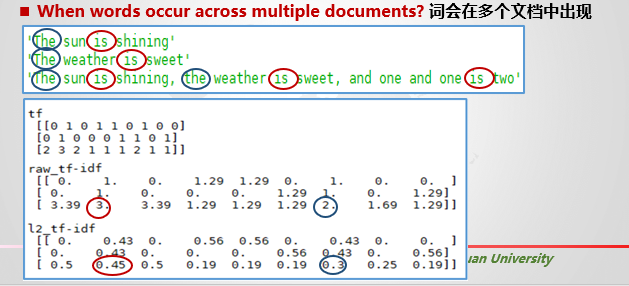 When words occur across multiple documents? 词会在多个文档中出现
'The sun is shining'
'The weather is sweet'
'The sun is shining, the weather is sweet, and one and one is two'
tf
[[0 1 0 1 1 0 1 0 0]
[0 1 0 0 0 1 1 0 1]
[2 3 2 1 1 1 2 1 1]]
raw_tf-idf
[[ 0. 1. 0. 1.29 1.29 0. 1. 0. 0. ]
[ 0. 1. 0. 0. 0. 1.29 1. 0. 1.29]
[ 3.39 3. 3.39 1.29 1.29 1.29 2. 1.69 1.29]]
l2_tf-idf
[[ 0. 0.43 0. 0.56 0.56 0. 0.43 0. 0. ]
[ 0. 0.43 0. 0. 0. 0.56 0.43 0. 0.56]
[ 0.5 0.45 0.5 0.19 0.19 0.19 0.3 0.25 0.19]]
University